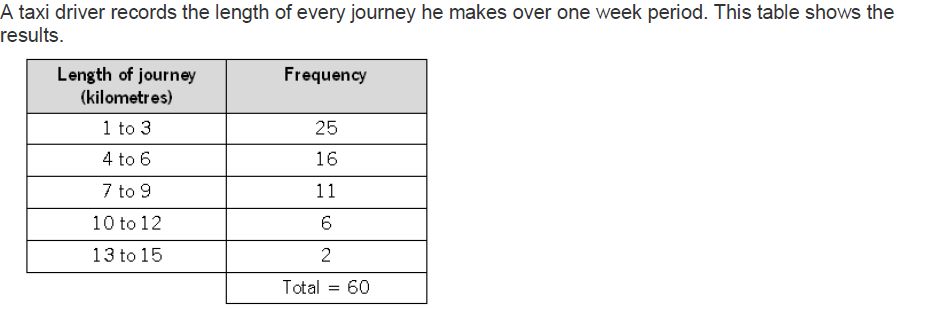 A taxi driver records the length of every journey he makes over one week period. This table shows the
results.
Length of journey Frequency
(kilometres)
1 to 3 25
4 to 6 16
7 to 9 11
10 to 12 6
13 to 15 2
Total = 60